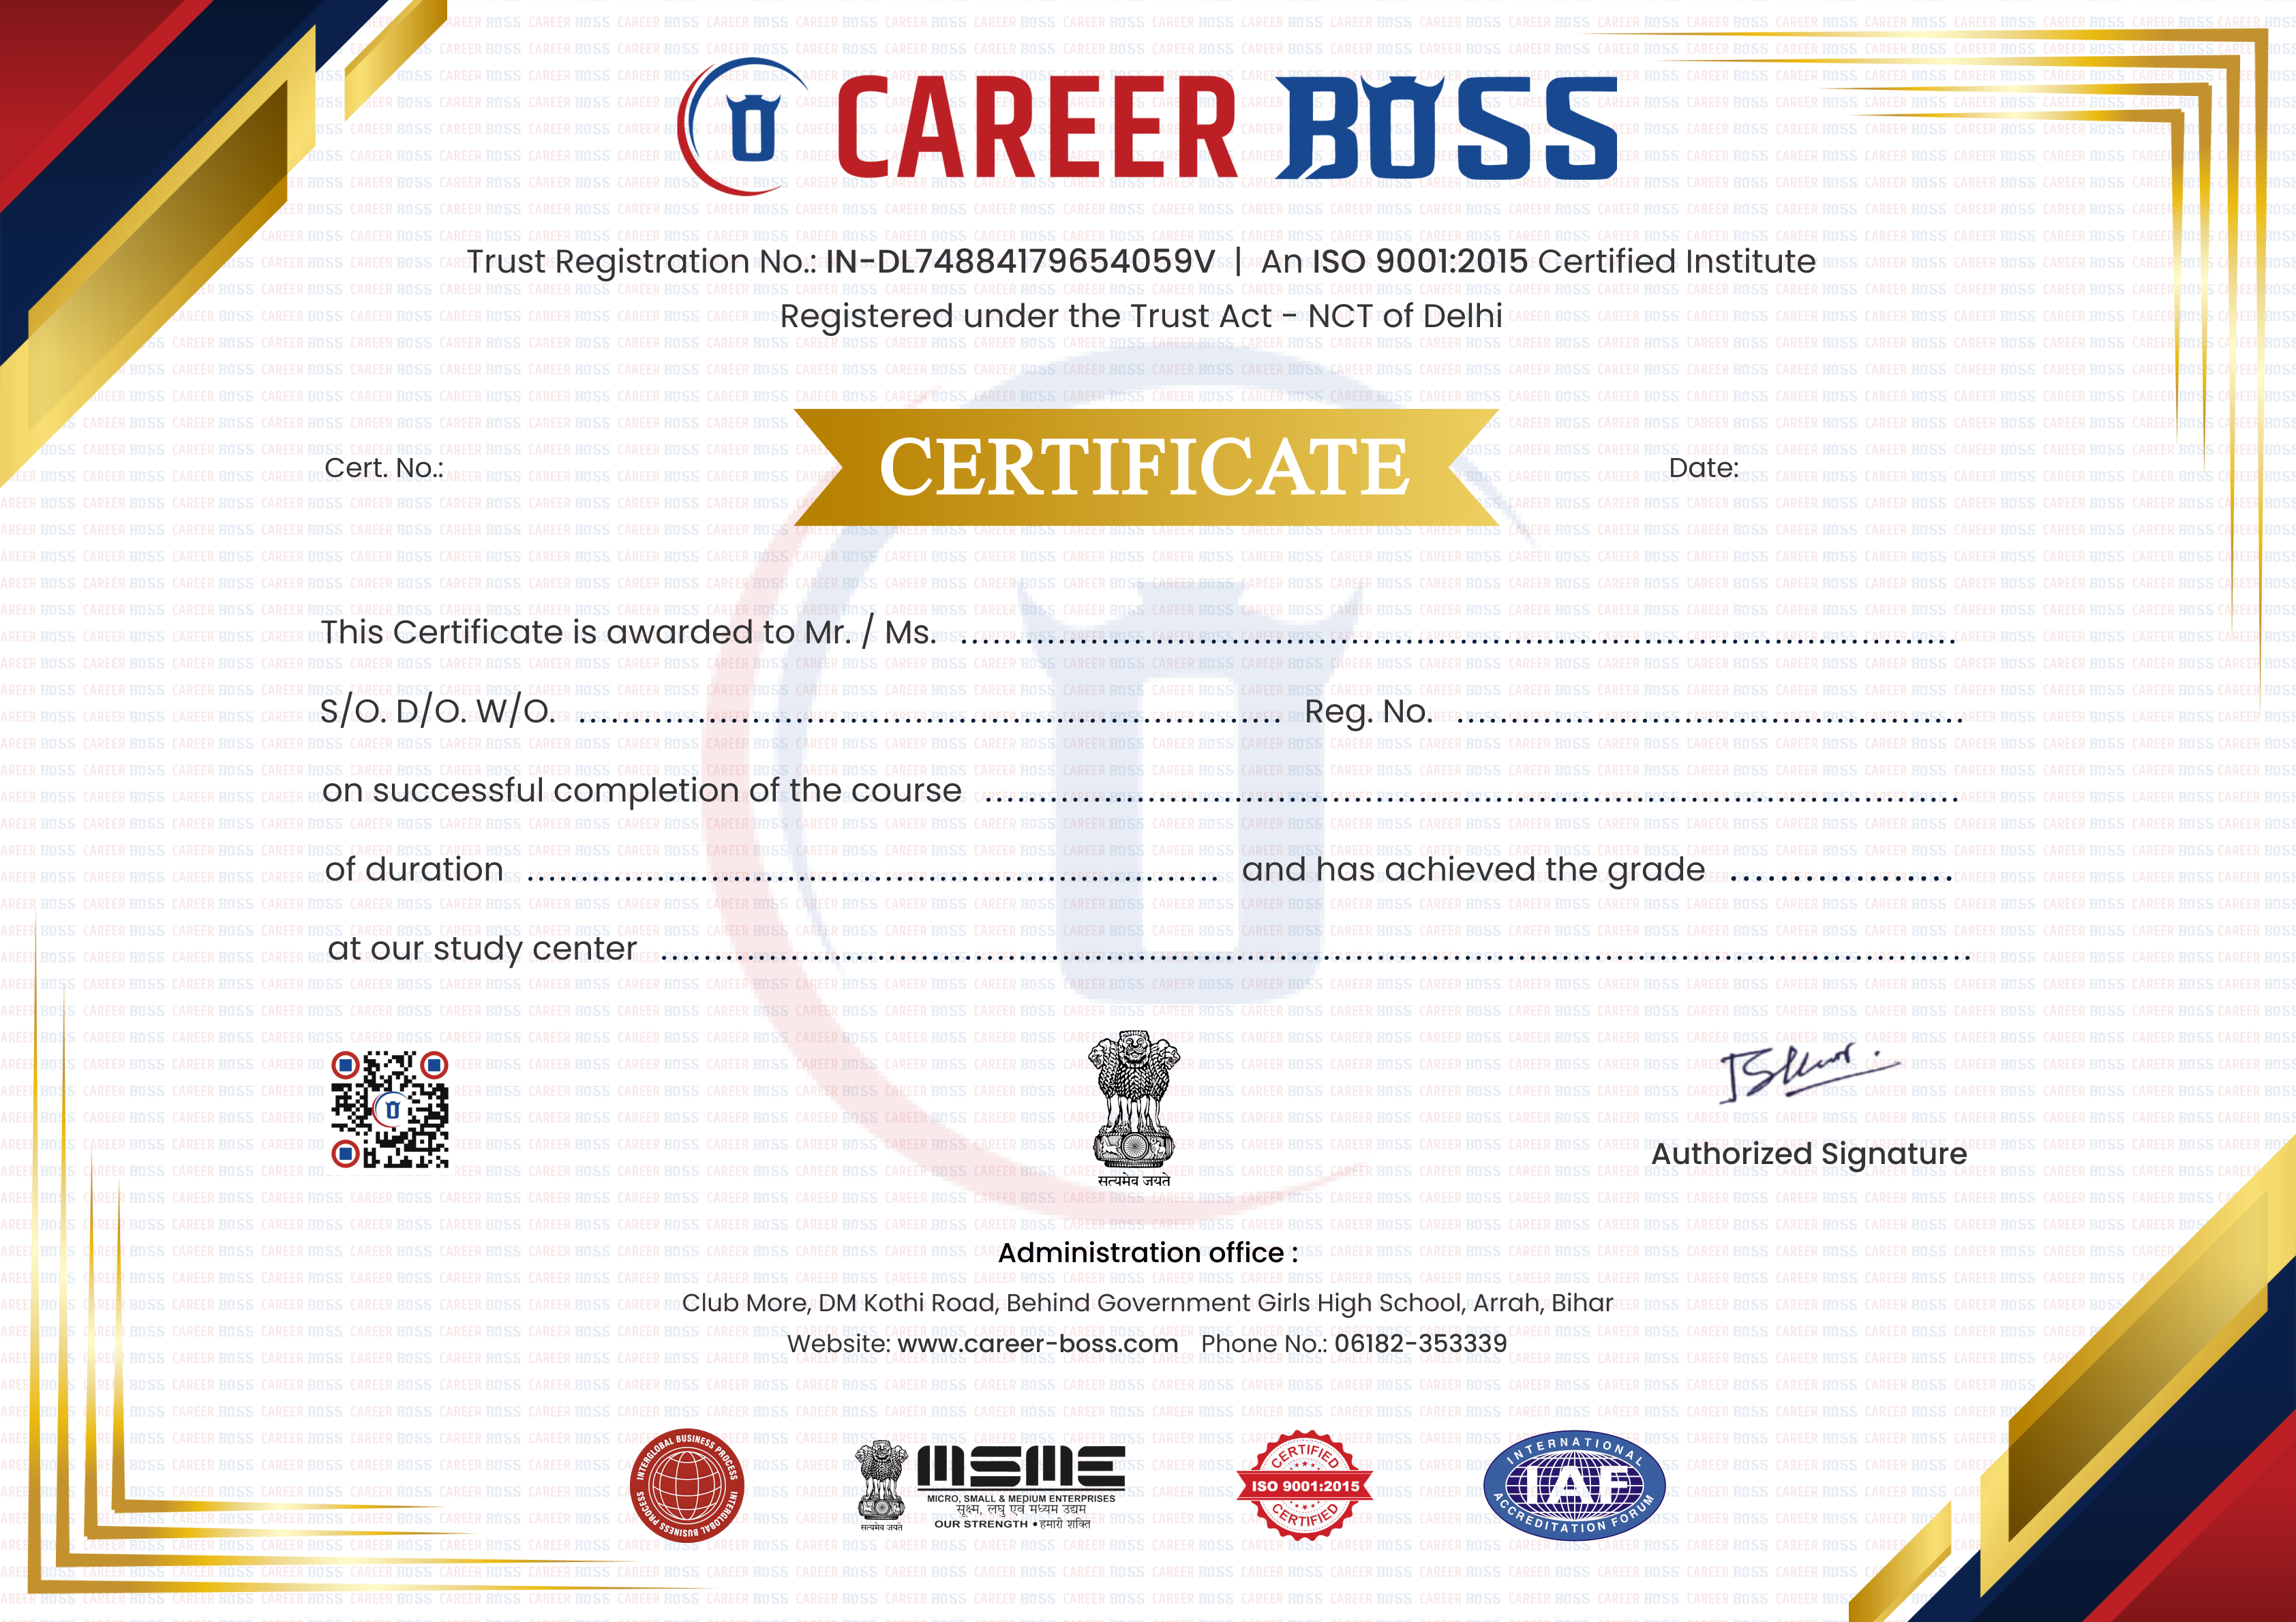 CAREER BOSS
Trust Registration No.: IN-DL74884179654059V | An ISO 9001:2015 Certified Institute
Registered under the Trust Act - NCT of Delhi
Cert. No.:
CERTIFICATE
Date:
This Certificate is awarded to Mr. / Ms. ........................................
S/O. D/O. W/O. ........................................ Reg. No. ........................................
on successful completion of the course ........................................
of duration ........................................ and has achieved the grade ....................
at our study center ........................................
सत्यमेव जयते
Authorized Signature
Administration office :
Club More, DM Kothi Road, Behind Government Girls High School, Arrah, Bihar
Website: www.career-boss.com Phone No.: 06182-353339
INTERGLOBAL BUSINESS PROCESS INTERGLOBAL BUSINESS PROCESS
सत्यमेव जयते
MSME
MICRO, SMALL & MEDIUM ENTERPRISES
सूक्ष्म, लघु एवं मध्यम उद्यम
OUR STRENGTH • हमारी शक्ति
CERTIFIED
ISO 9001:2015
CERTIFIED
INTERNATIONAL
IAF
ACCREDITATION FORUM